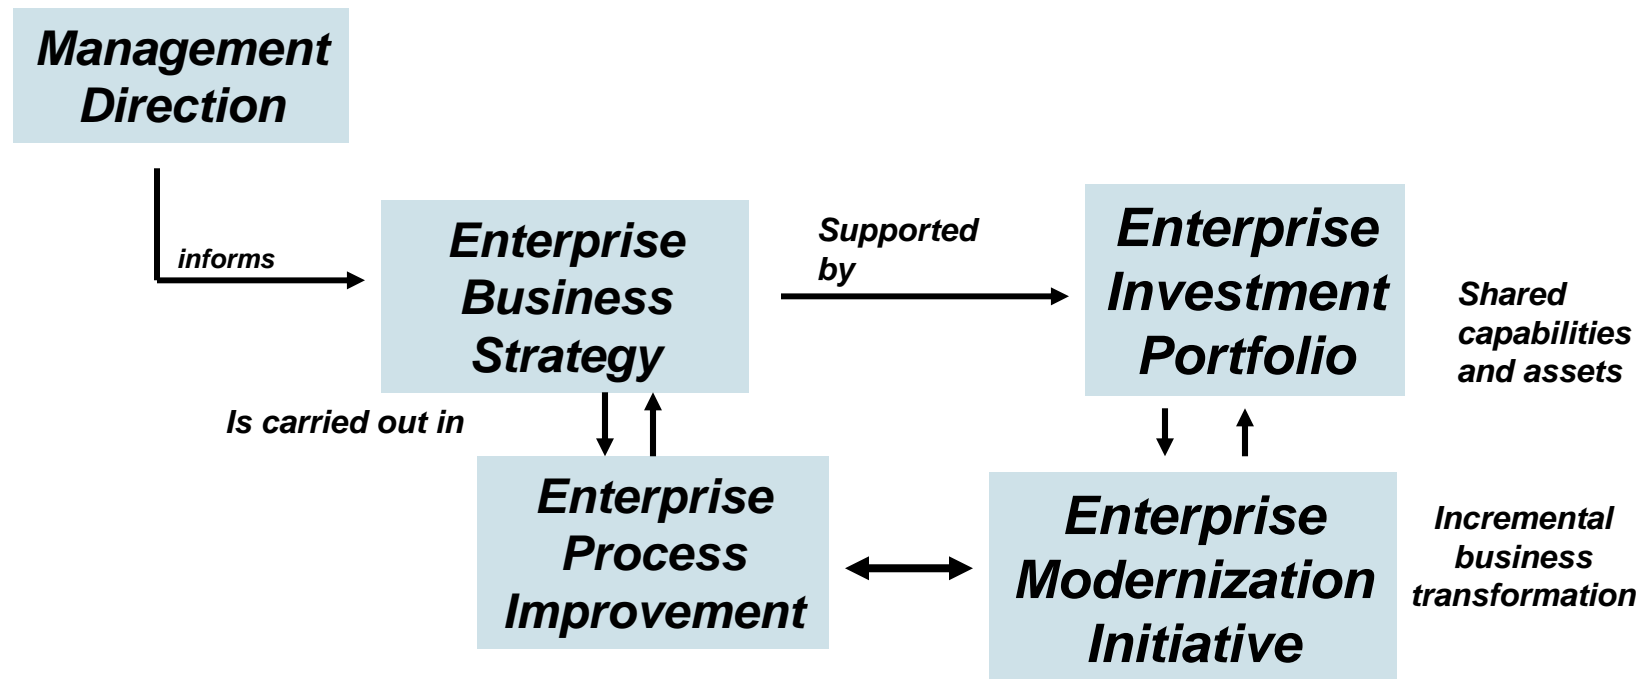 Management
Direction
informs
Enterprise
Business
Strategy
Supported
by
Enterprise
Investment
Portfolio
Shared
capabilities
and assets
Is carried out in
Enterprise
Process
Improvement
Enterprise
Modernization
Initiative
Incremental
business
transformation